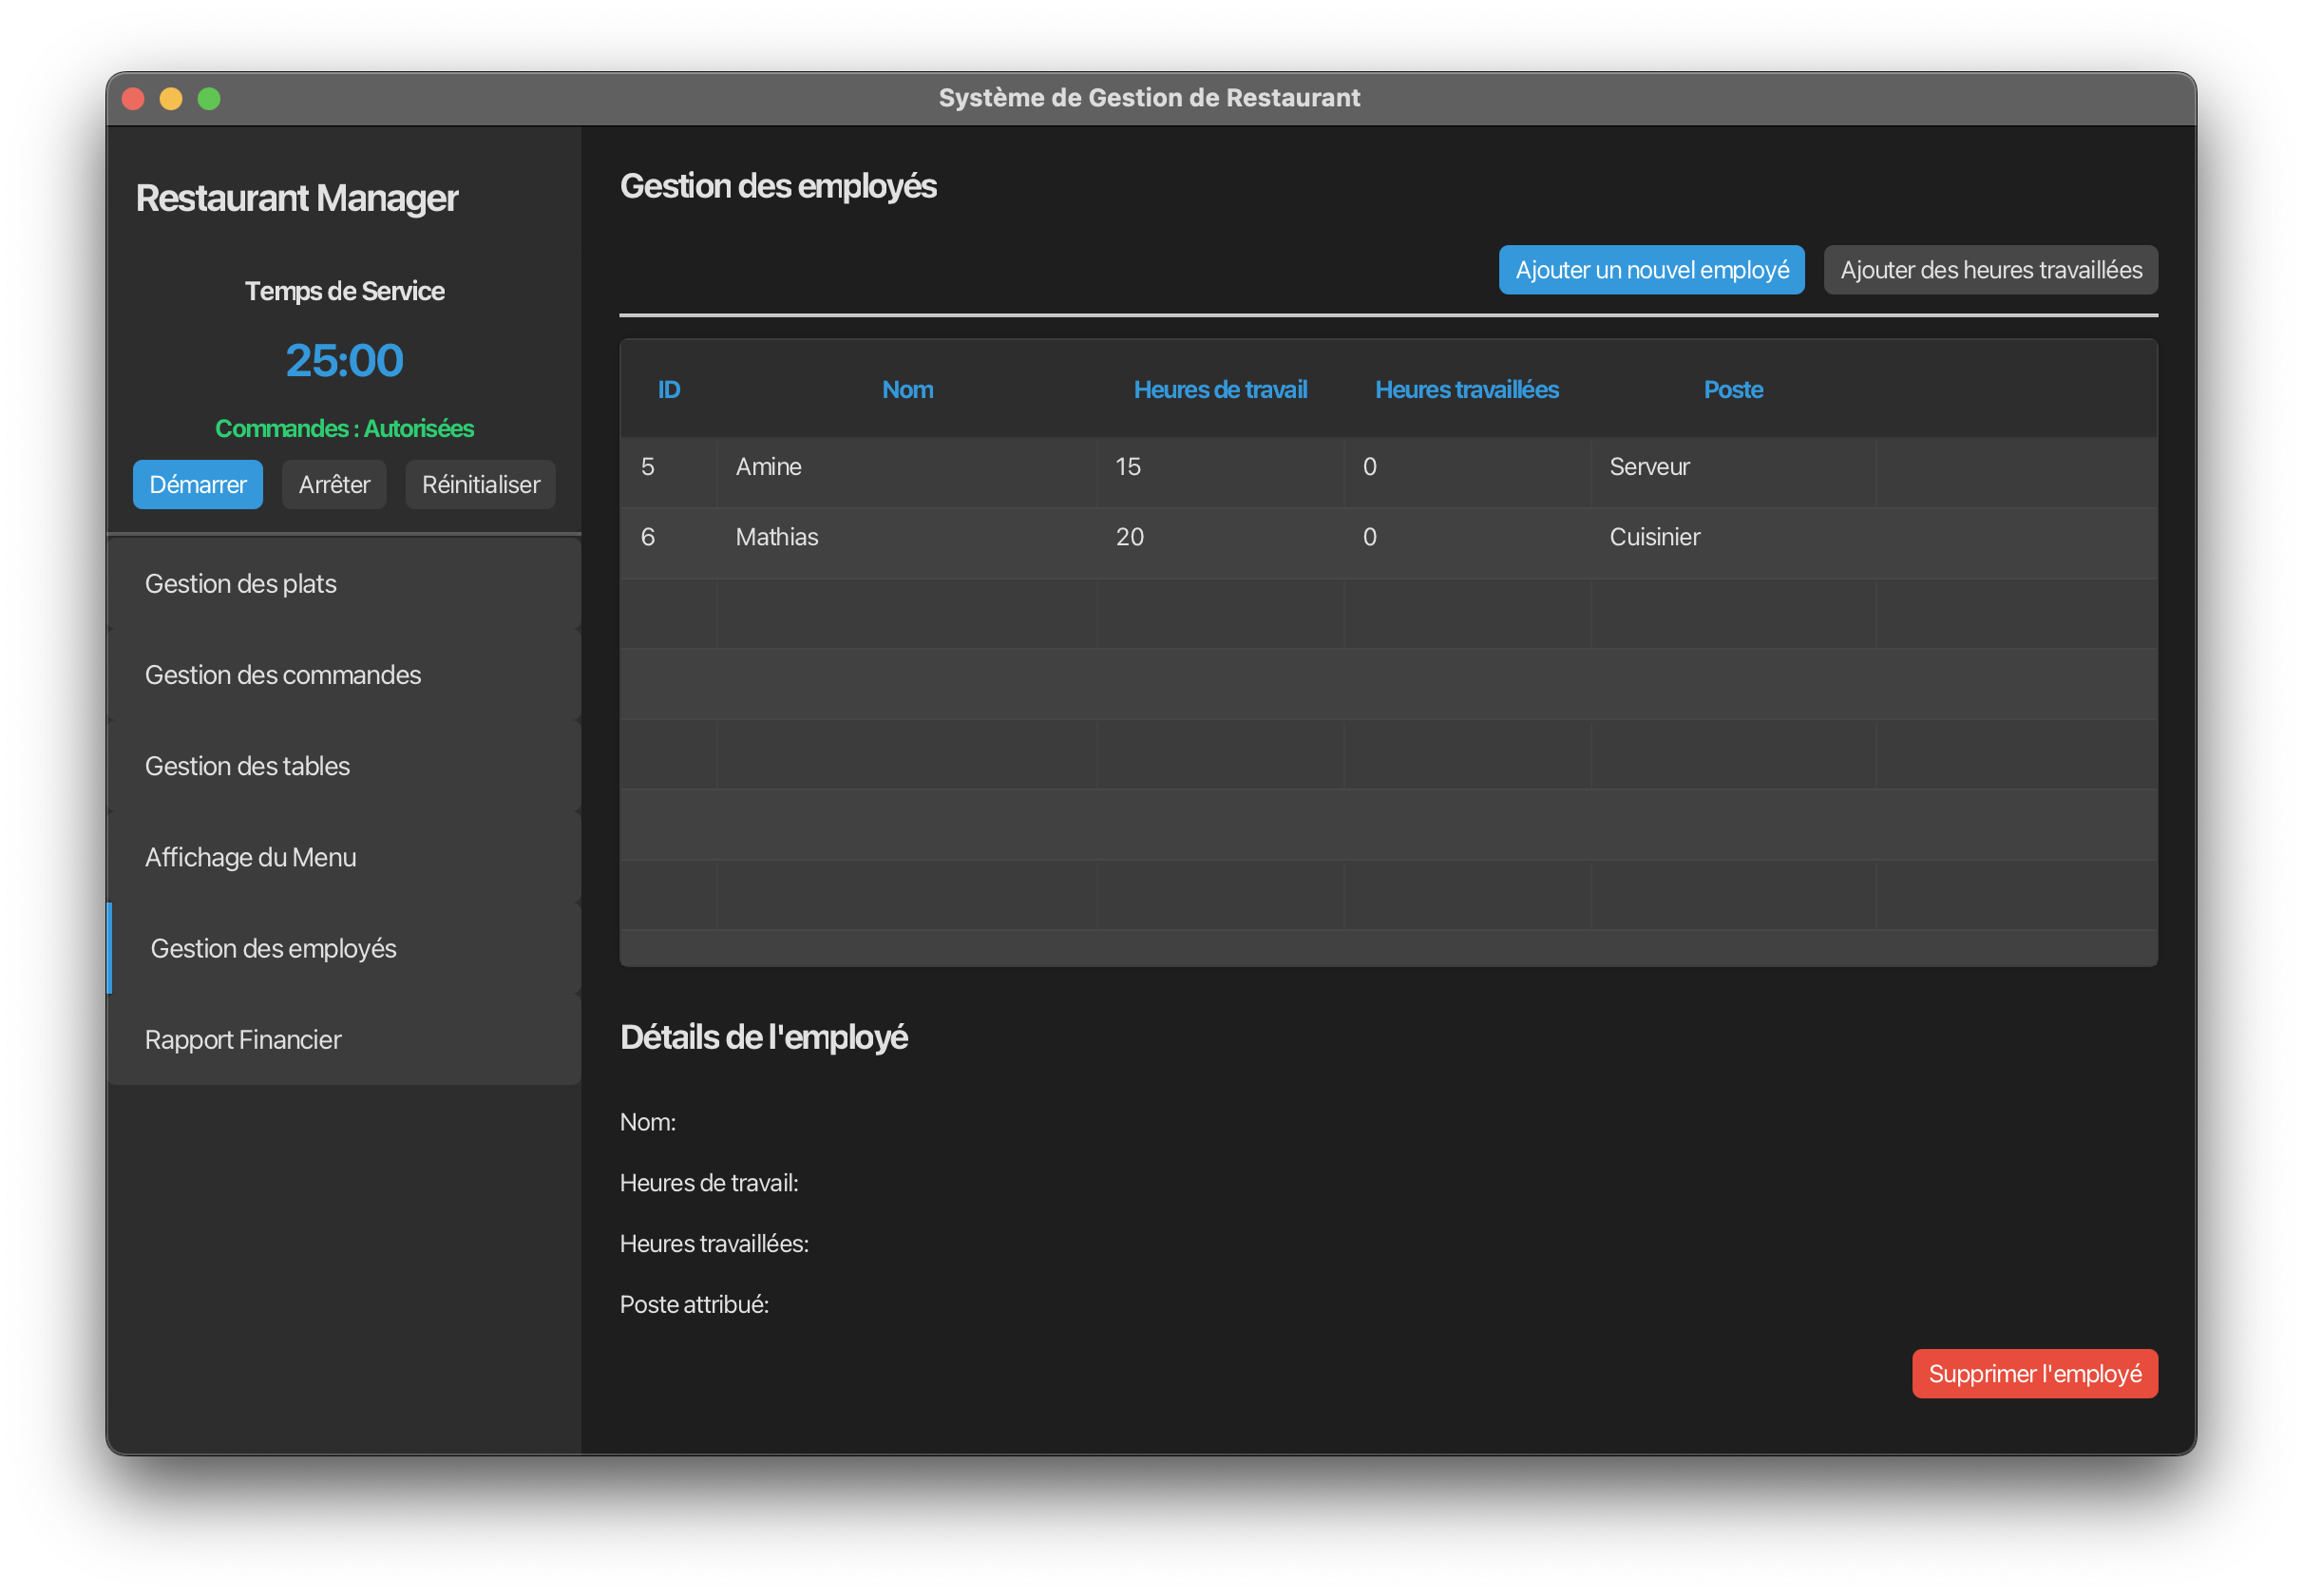 Système de Gestion de Restaurant
Restaurant Manager
Temps de Service
25:00
Commandes : Autorisées
Démarrer Arrêter Réinitialiser
Gestion des plats
Gestion des commandes
Gestion des tables
Affichage du Menu
Gestion des employés
Rapport Financier
Gestion des employés
Ajouter un nouvel employé Ajouter des heures travaillées
ID Nom Heures de travail Heures travaillées Poste
5 Amine 15 0 Serveur
6 Mathias 20 0 Cuisinier
Détails de l'employé
Nom:
Heures de travail:
Heures travaillées:
Poste attribué:
Supprimer l'employé